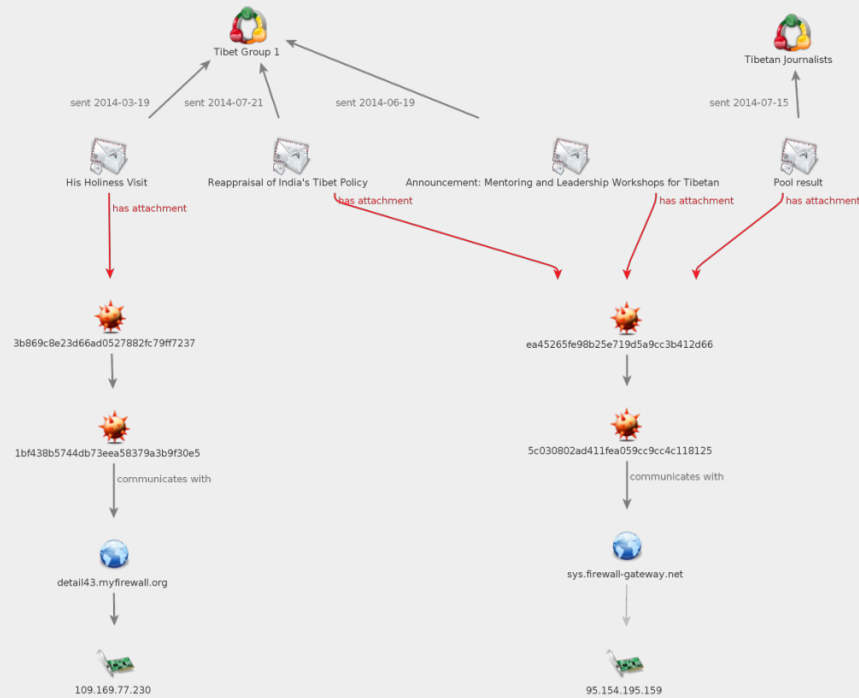 Tibet Group 1
Tibetan Journalists
sent 2014-03-19
sent 2014-07-21
sent 2014-06-19
sent 2014-07-15
His Holiness Visit
Reappraisal of India's Tibet Policy
Announcement: Mentoring and Leadership Workshops for Tibetan
Pool result
has attachment
has attachment
has attachment
has attachment
3b869c8e23d66ad0527882fc79ff7237
ea45265fe98b25e719d5a9cc3b412d66
1bf438b5744db73eea58379a3b9f30e5
5c030802ad411fea059cc9cc4c118125
communicates with
communicates with
detail43.myfirewall.org
sys.firewall-gateway.net
109.169.77.230
95.154.195.159